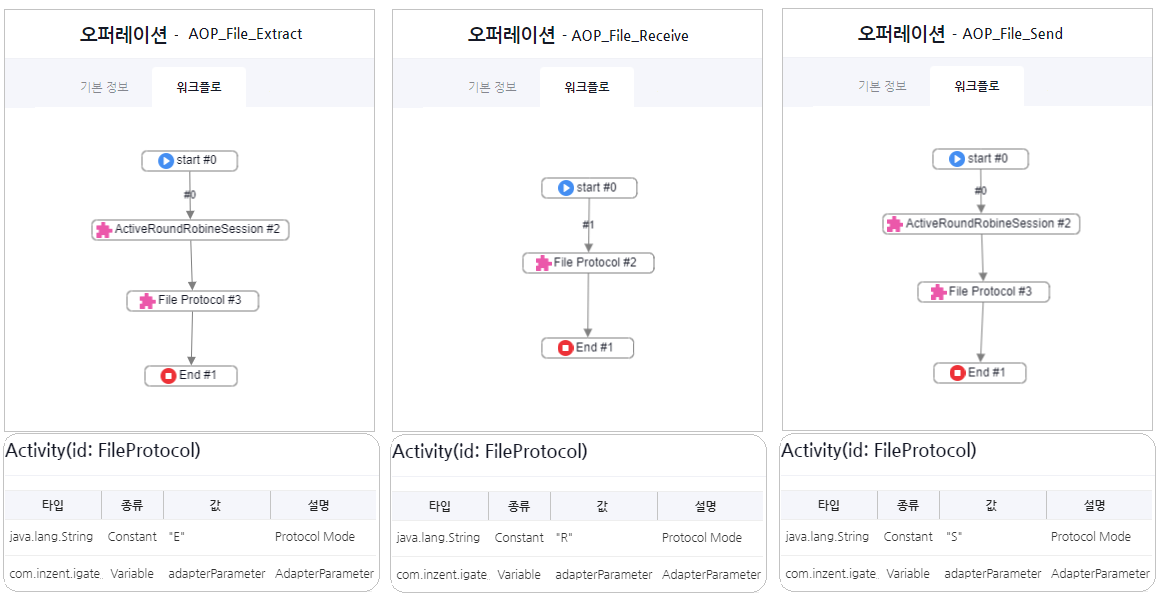 오퍼레이션 - AOP_File_Extract
기본 정보 워크플로
start #0
#0
ActiveRoundRobineSession #2
File Protocol #3
End #1
Activity(id: FileProtocol)
타입 종류 값 설명
java.lang.String Constant "E" Protocol Mode
com.inzent.igate. Variable adapterParameter AdapterParameter
오퍼레이션 - AOP_File_Receive
기본 정보 워크플로
start #0
#1
File Protocol #2
End #1
Activity(id: FileProtocol)
타입 종류 값 설명
java.lang.String Constant "R" Protocol Mode
com.inzent.igate. Variable adapterParameter AdapterParameter
오퍼레이션 - AOP_File_Send
기본 정보 워크플로
start #0
#0
ActiveRoundRobineSession #2
File Protocol #3
End #1
Activity(id: FileProtocol)
타입 종류 값 설명
java.lang.String Constant "S" Protocol Mode
com.inzent.igate. Variable adapterParameter AdapterParameter